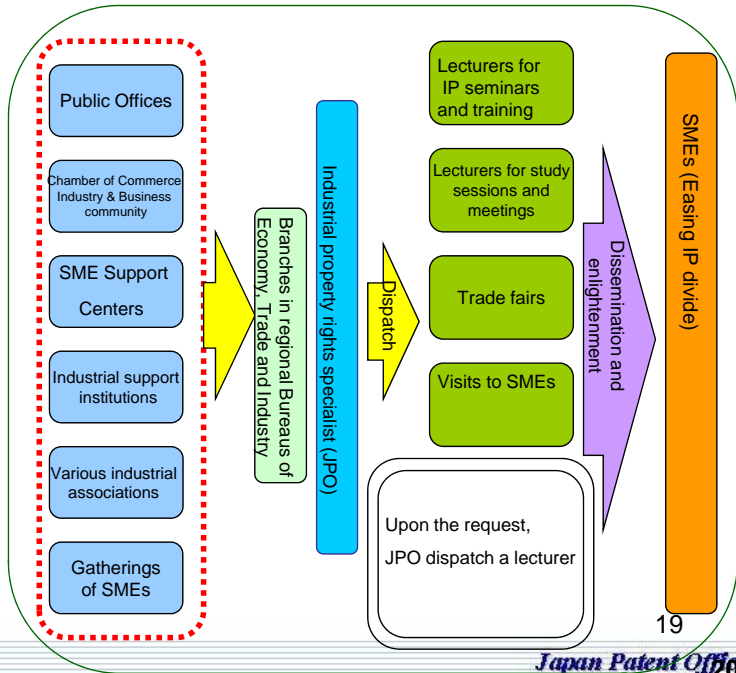 Public Offices
Chamber of Commerce
Industry & Business
community
SME Support
Centers
Industrial support
institutions
Various industrial
associations
Gatherings
of SMEs
Branches in regional Bureaus of
Economy, Trade and Industry
Industrial property rights specialist (JPO)
Dispatch
Lecturers for
IP seminars
and training
Lecturers for study
sessions and
meetings
Trade fairs
Visits to SMEs
Upon the request,
JPO dispatch a lecturer
Dissemination and
enlightenment
SMEs (Easing IP divide)
19
Japan Patent